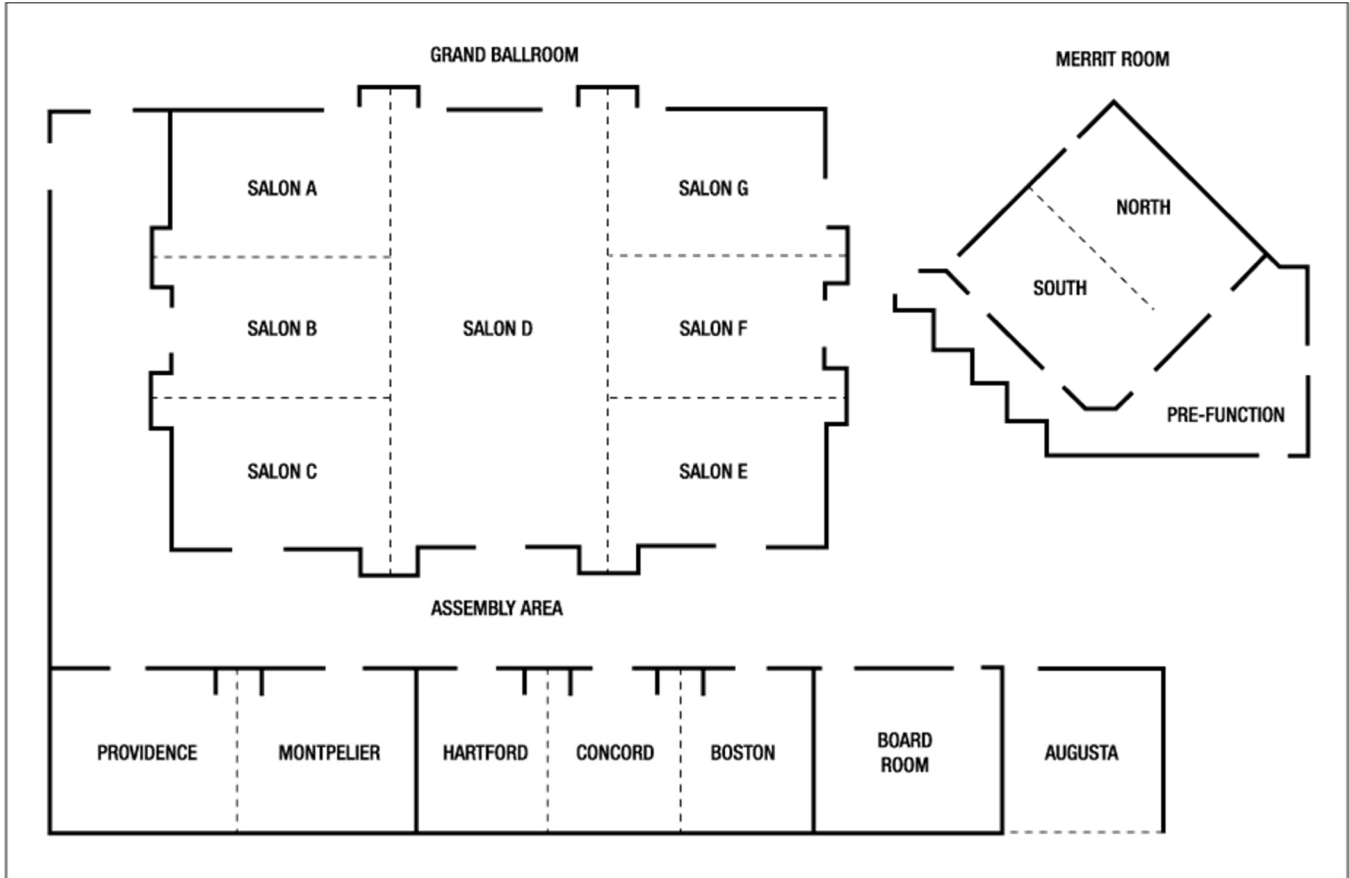 GRAND BALLROOM
MERRIT ROOM
SALON A
SALON G
NORTH
SOUTH
SALON B
SALON D
SALON F
PRE-FUNCTION
SALON C
SALON E
ASSEMBLY AREA
PROVIDENCE
MONTPELIER
HARTFORD
CONCORD
BOSTON
BOARD
ROOM
AUGUSTA